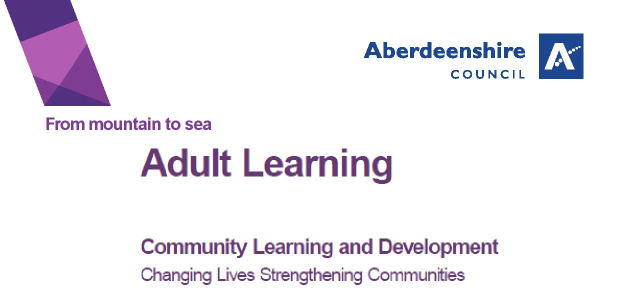 Aberdeenshire
COUNCIL
From mountain to sea
Adult Learning
Community Learning and Development
Changing Lives Strengthening Communities